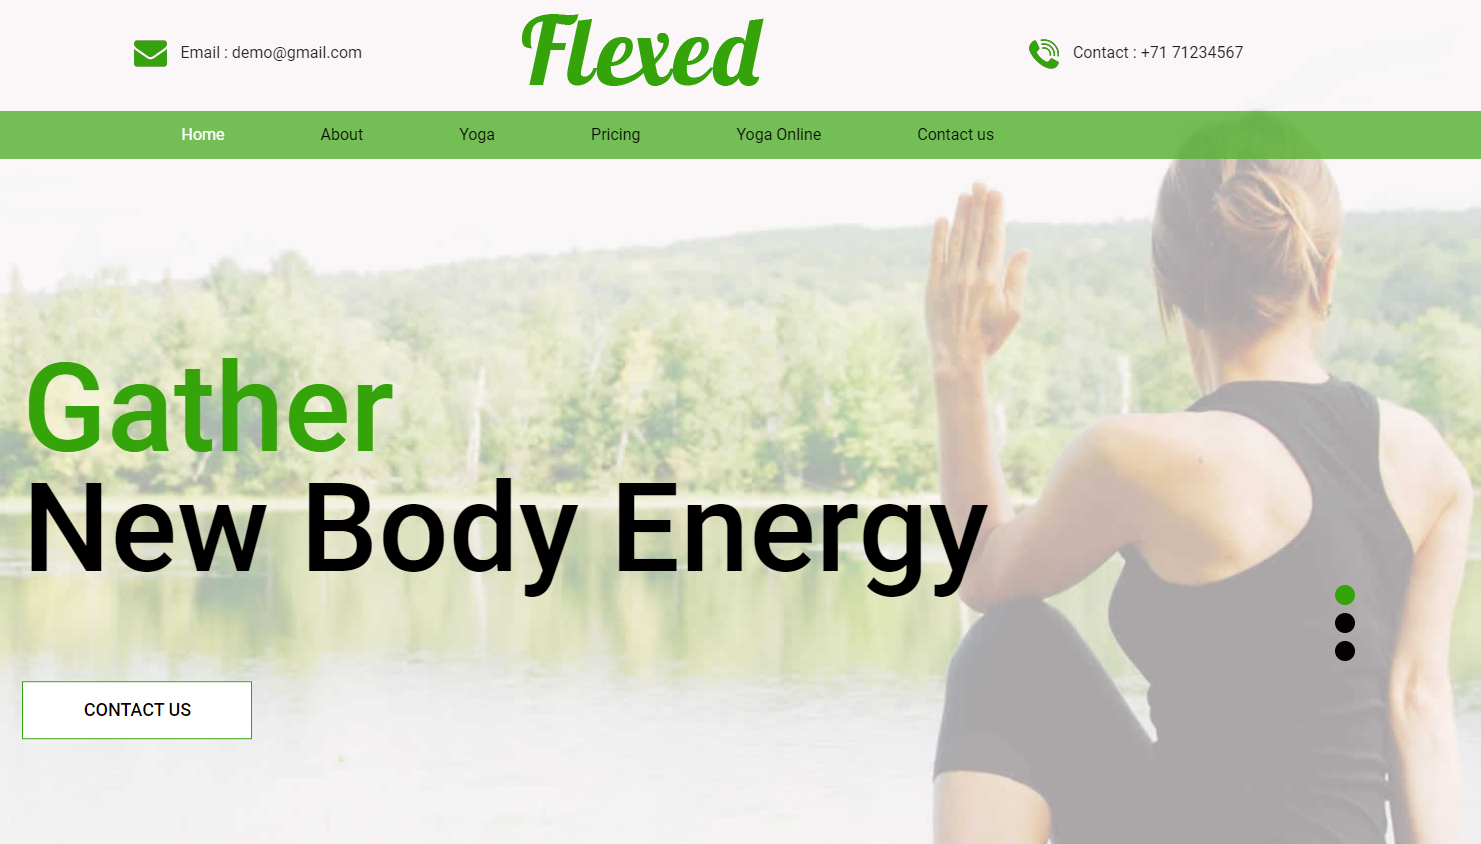 Email : demo@gmail.com
Flexed
Contact : +71 71234567
Home About Yoga Pricing Yoga Online Contact us
Gather
New Body Energy
CONTACT US